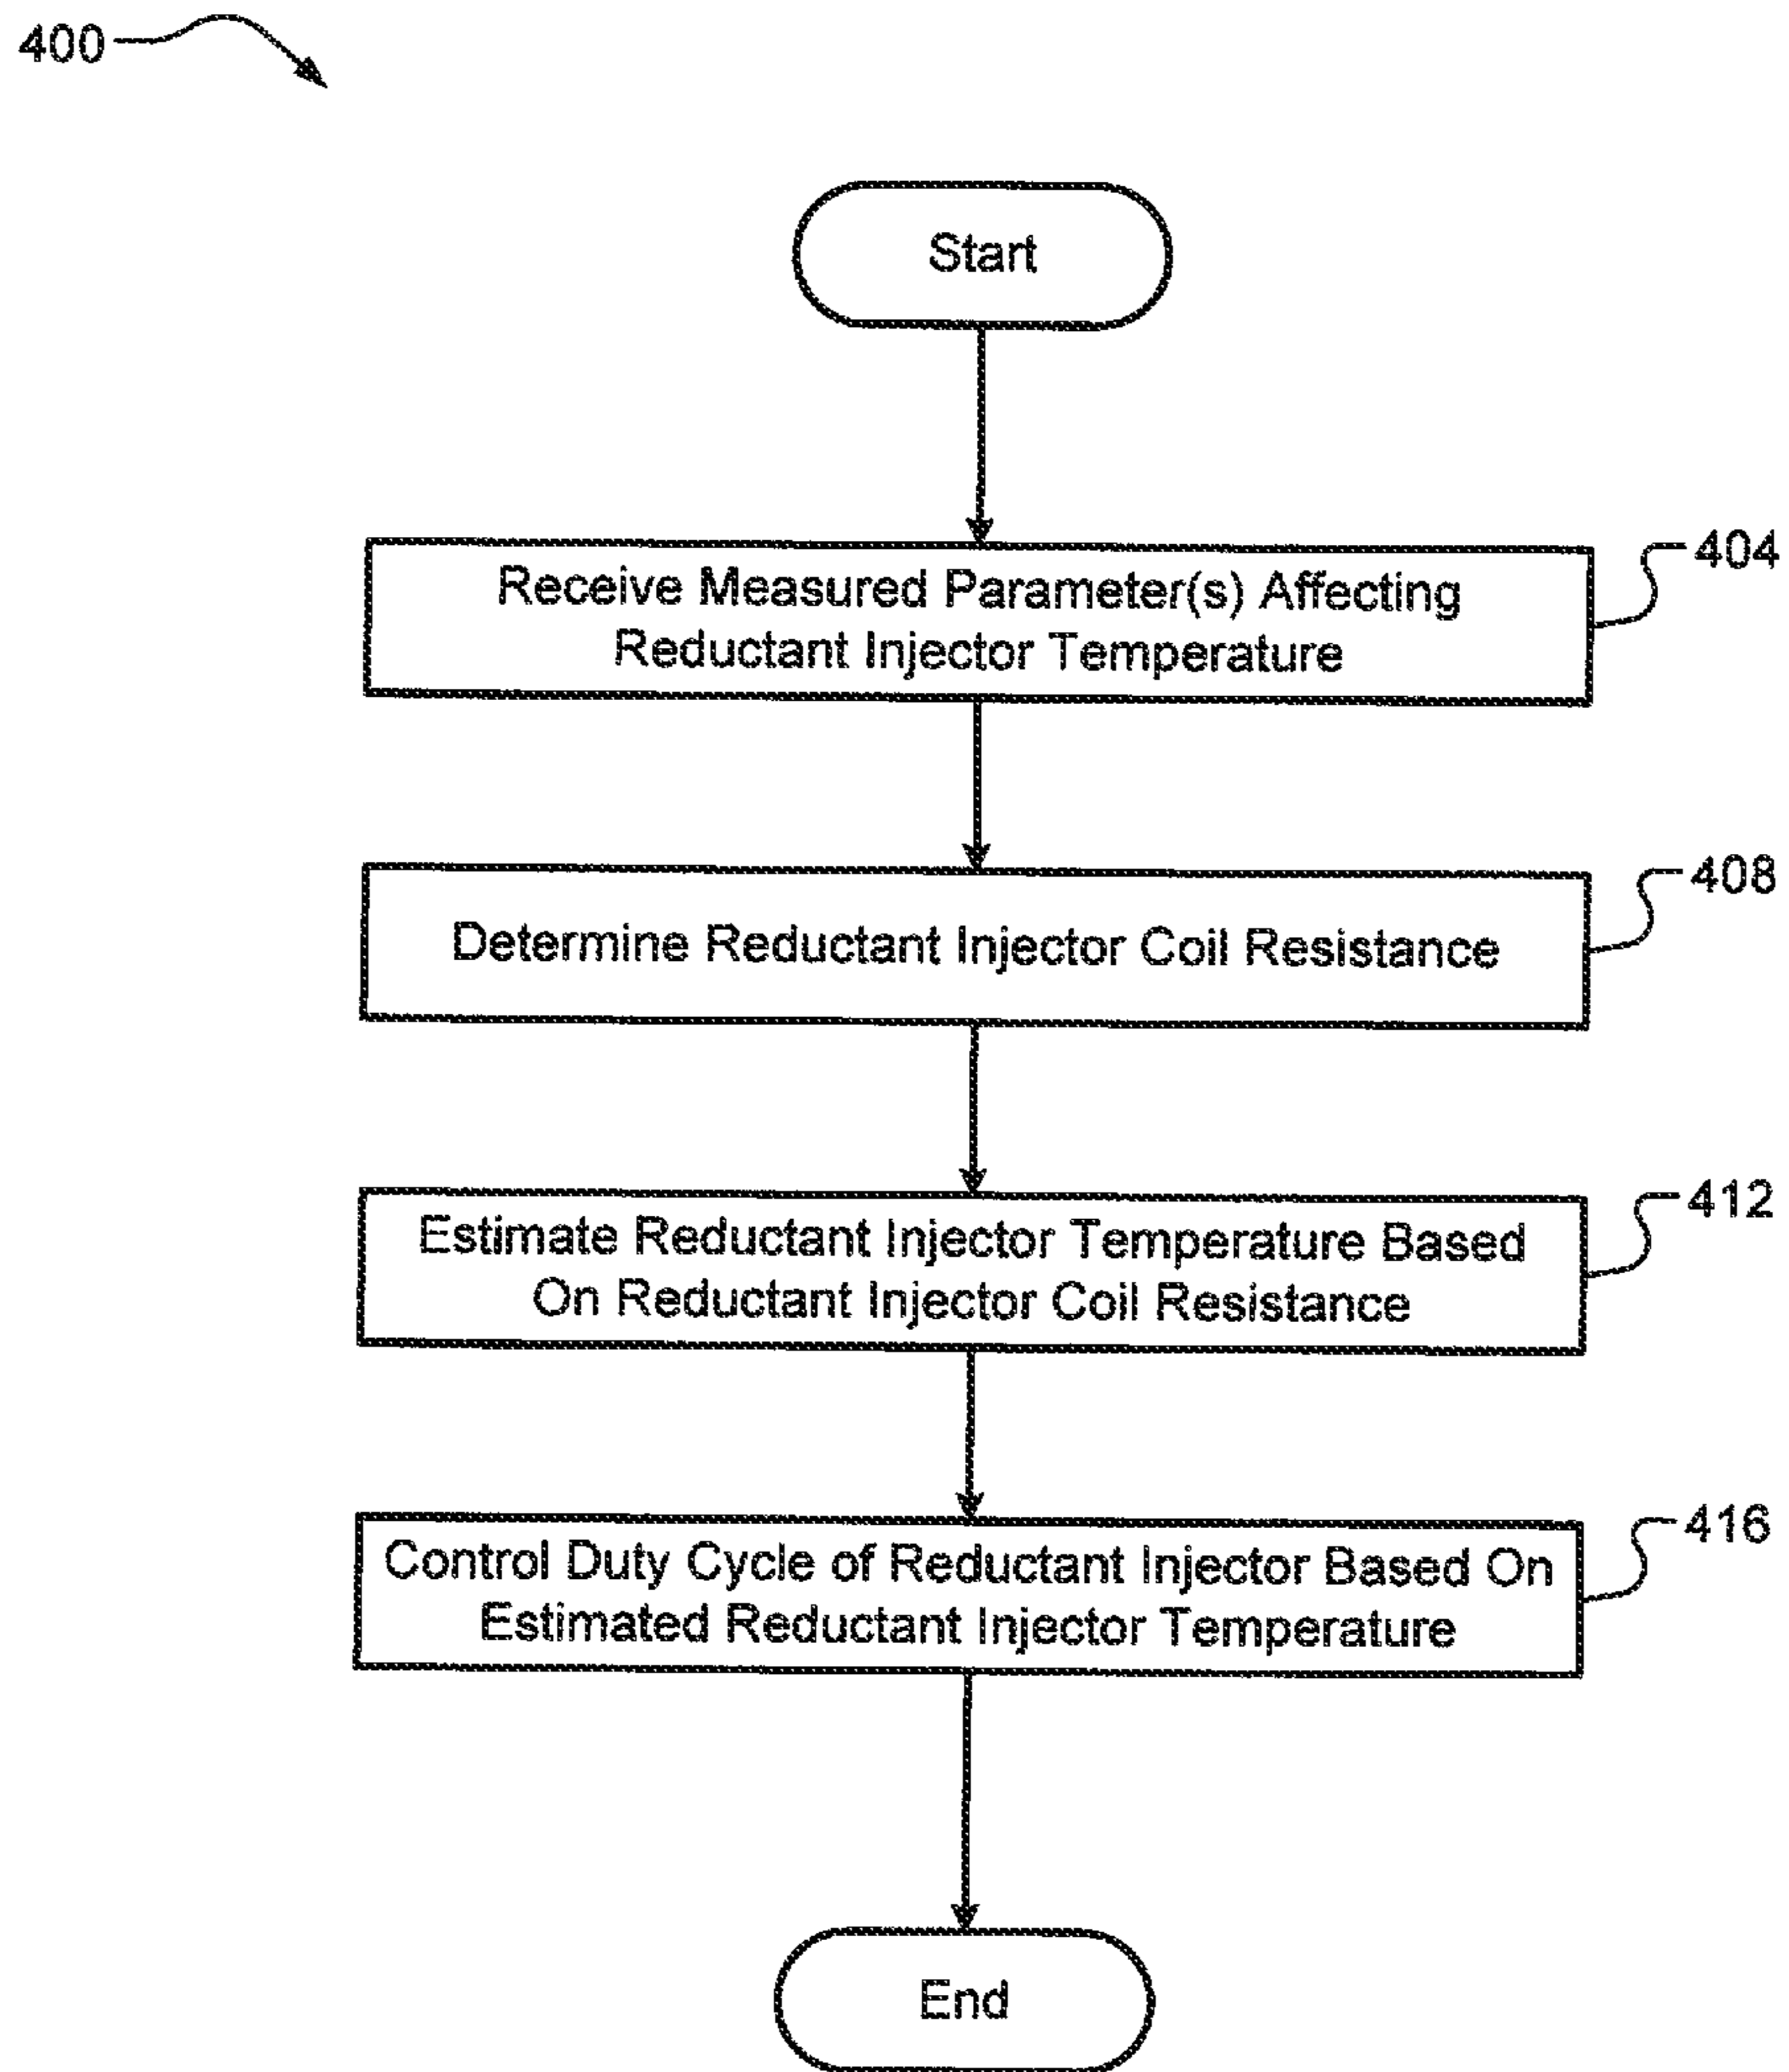 400
Start
Receive Measured Parameter(s) Affecting
Reductant Injector Temperature
404
Determine Reductant Injector Coil Resistance
408
Estimate Reductant Injector Temperature Based
On Reductant Injector Coil Resistance
412
Control Duty Cycle of Reductant Injector Based On
Estimated Reductant Injector Temperature
416
End